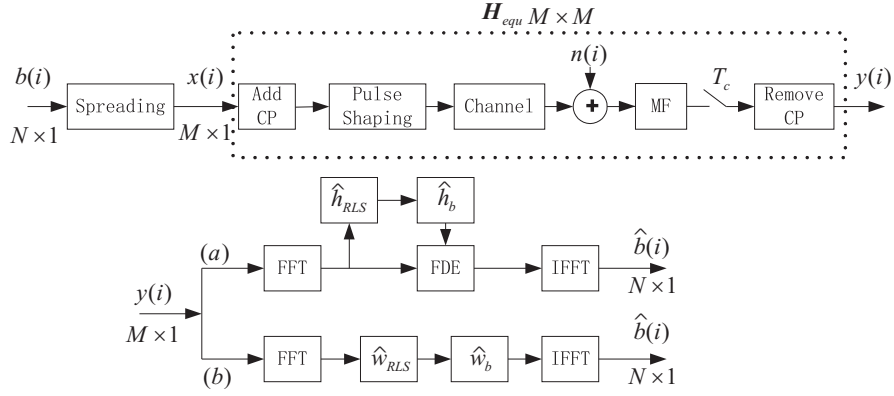 H_equ M × M
b(i)
N × 1
Spreading
x(i)
M × 1
Add
CP
Pulse
Shaping
Channel
n(i)
+
MF
T_c
Remove
CP
y(i)
ĥ_RLS
ĥ_b
(a)
FFT
FDE
IFFT
b̂(i)
N × 1
y(i)
M × 1
(b)
FFT
ŵ_RLS
ŵ_b
IFFT
b̂(i)
N × 1